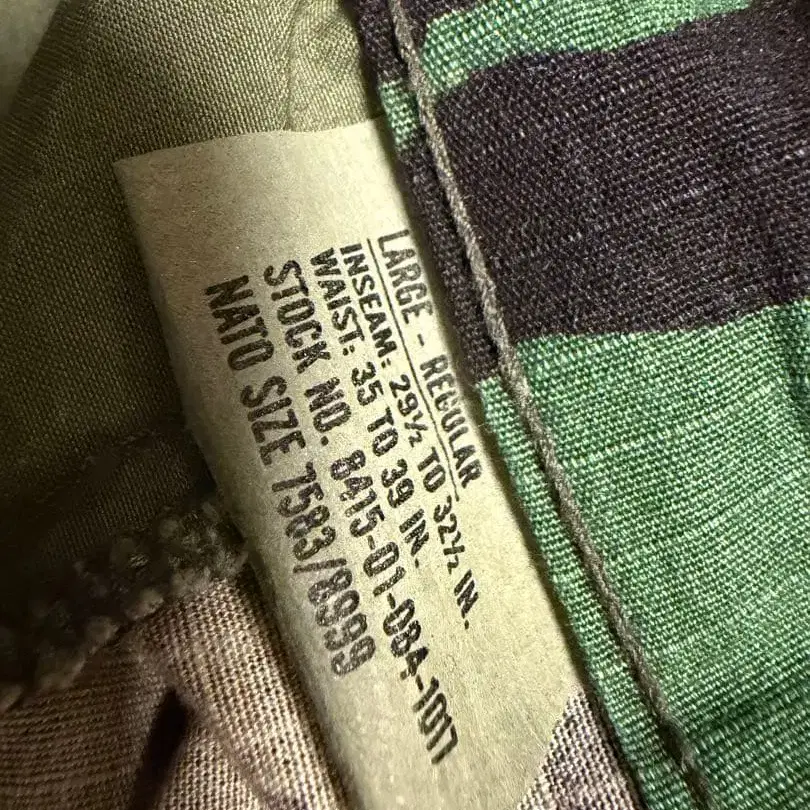 LARGE - REGULAR
INSEAM: 29½ TO 32½ IN.
WAIST: 35 TO 39 IN.
STOCK NO. 8415-01-084-1017
NATO SIZE 7583/8999